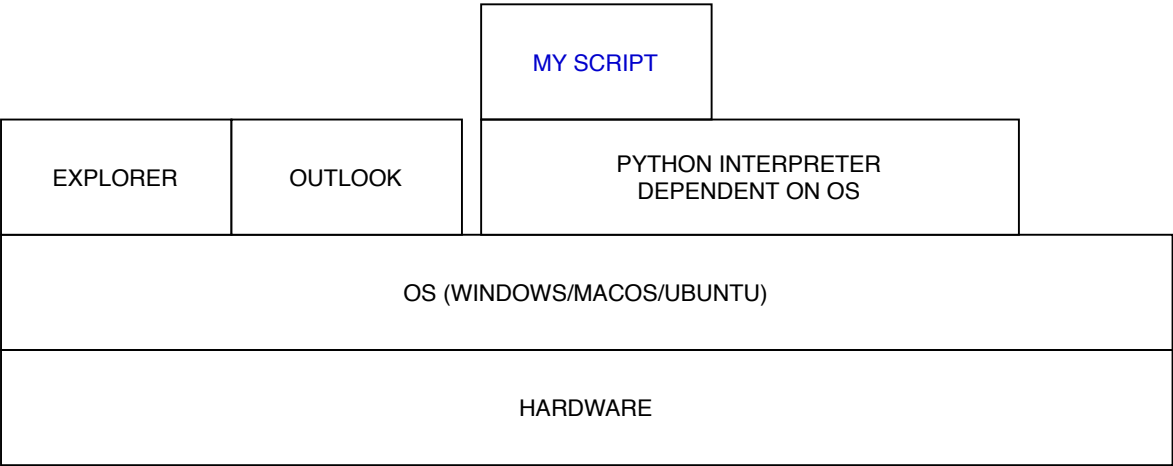 MY SCRIPT
EXPLORER
OUTLOOK
PYTHON INTERPRETER
DEPENDENT ON OS
OS (WINDOWS/MACOS/UBUNTU)
HARDWARE